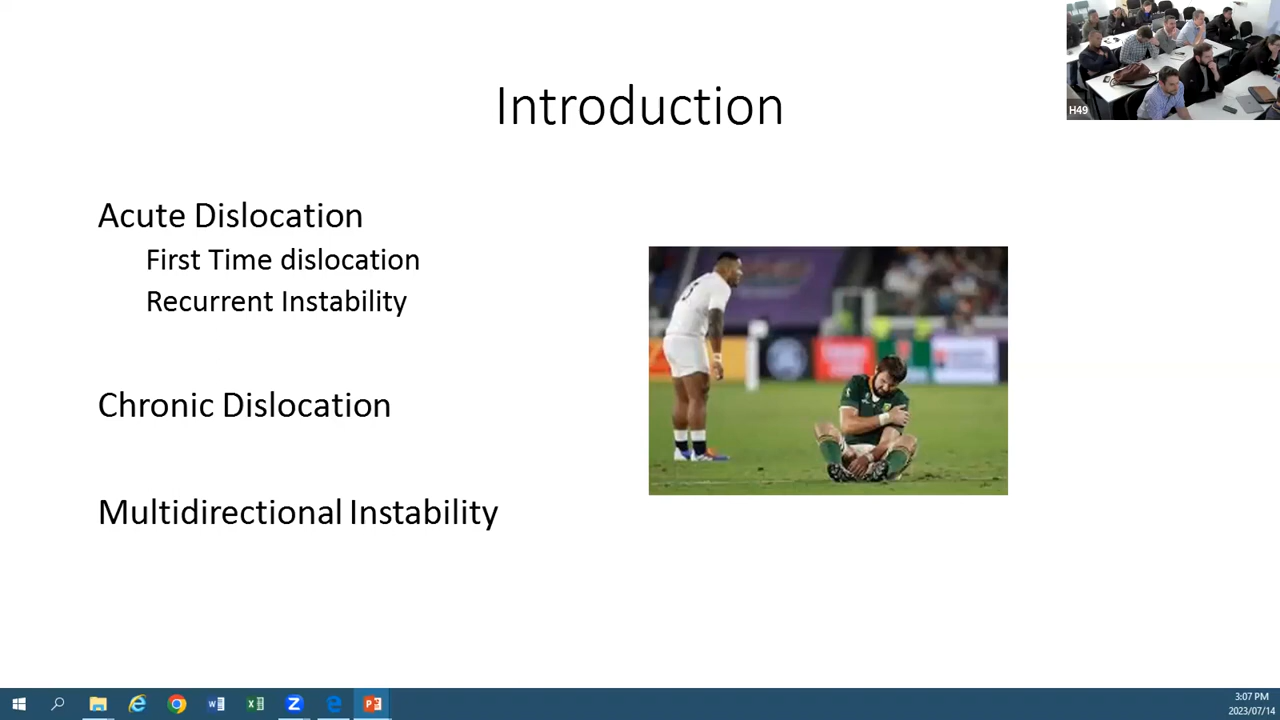 H49
Introduction
Acute Dislocation
First Time dislocation
Recurrent Instability
Chronic Dislocation
Multidirectional Instability
3:07 PM
2023/07/14